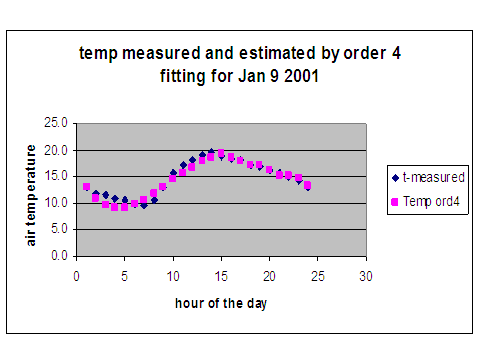 temp measured and estimated by order 4
fitting for Jan 9 2001
25.0
20.0
15.0
10.0
5.0
0.0
0 5 10 15 20 25 30
air temperature
hour of the day
t-measured
Temp ord4